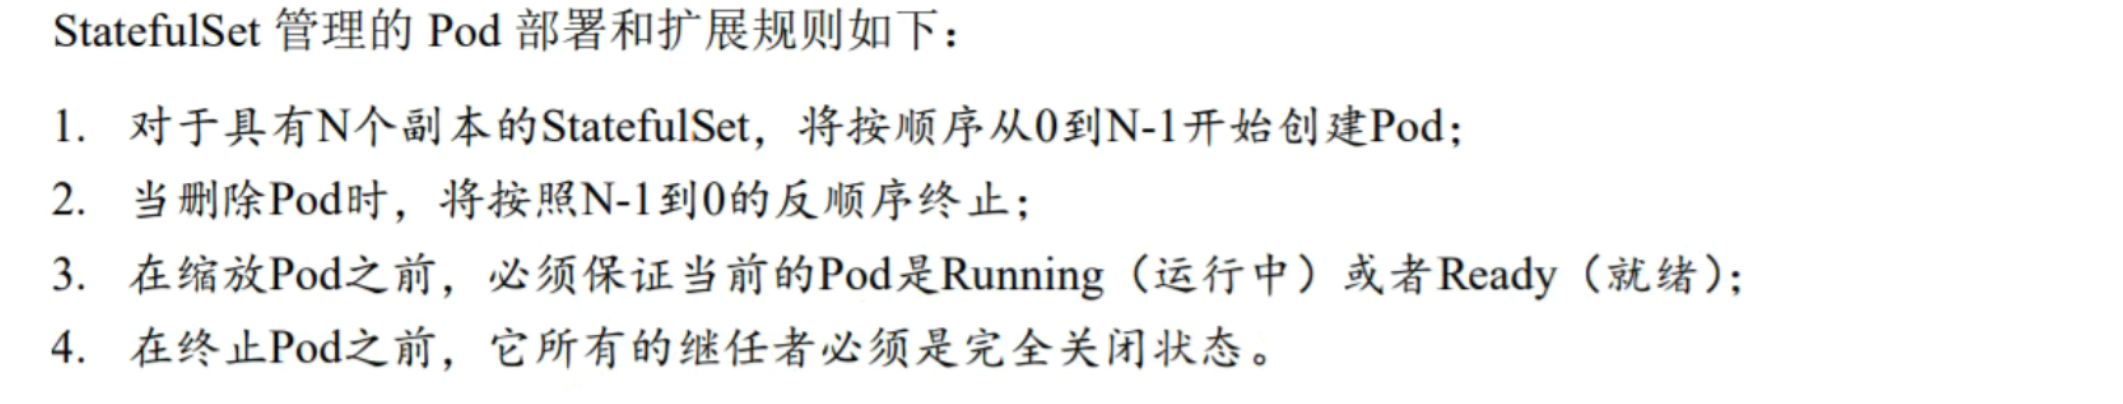 StatefulSet 管理的 Pod 部署和扩展规则如下：
1. 对于具有N个副本的StatefulSet，将按顺序从0到N-1开始创建Pod；
2. 当删除Pod时，将按照N-1到0的反顺序终止；
3. 在缩放Pod之前，必须保证当前的Pod是Running（运行中）或者Ready（就绪）；
4. 在终止Pod之前，它所有的继任者必须是完全关闭状态。